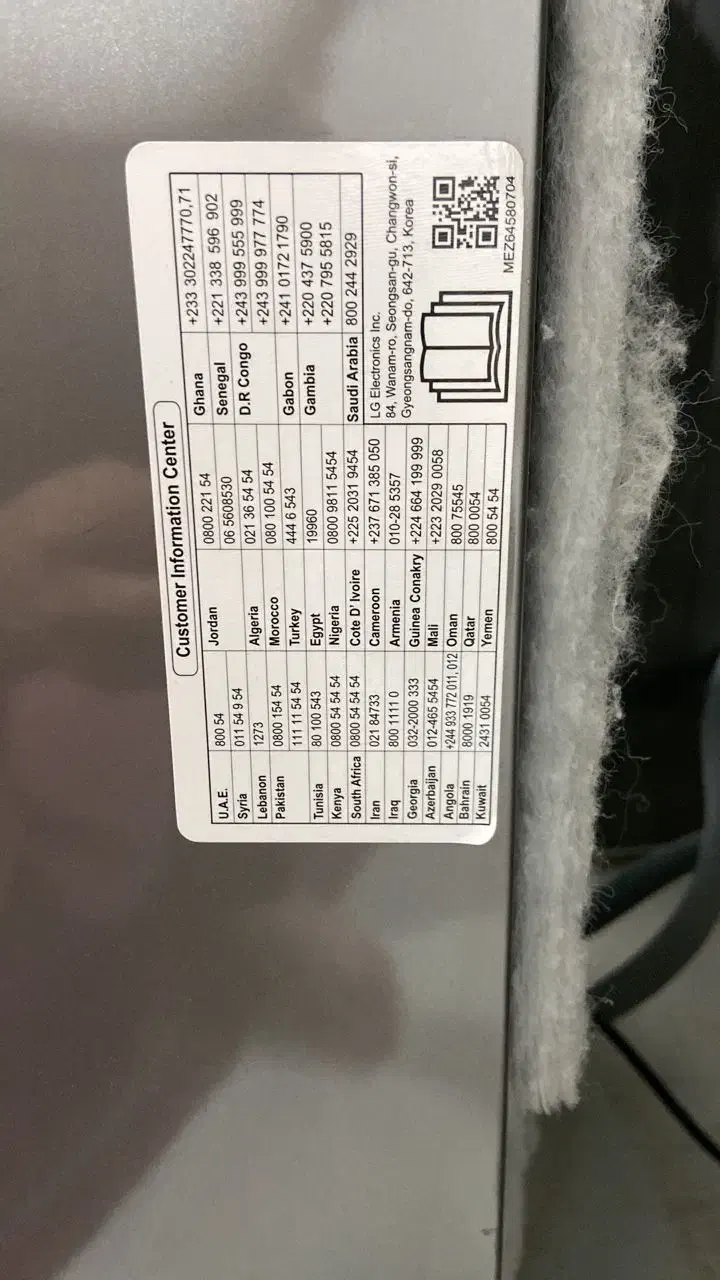 Customer Information Center
U.A.E. 800 54
Syria 011 54 9 54
Lebanon 1273
Pakistan 0800 154 54
111 11 54 54
Tunisia 80 100 543
Kenya 0800 54 54 54
South Africa 0800 54 54 54
Iran 021 84733
Iraq 800 1111 0
Georgia 032-2000 333
Azerbaijan 012-465 5454
Angola +244 933 772 011, 012
Bahrain 8000 1919
Kuwait 2431 0054
Jordan 0800 221 54
06 5608530
Algeria 021 36 54 54
Morocco 080 100 54 54
Turkey 444 6 543
Egypt 19960
Nigeria 0800 9811 5454
Cote D' Ivoire +225 2031 9454
Cameroon +237 671 385 050
Armenia 010-28 5357
Guinea Conakry +224 664 199 999
Mali +223 2029 0058
Oman 800 75545
Qatar 800 0054
Yemen 800 54 54
Ghana +233 302247770,71
Senegal +221 338 596 902
D.R Congo +243 999 555 999
+243 999 977 774
Gabon +241 0172 1790
Gambia +220 437 5900
+220 795 5815
Saudi Arabia 800 244 2929
LG Electronics Inc.
84, Wanam-ro, Seongsan-gu, Changwon-si,
Gyeongsangnam-do, 642-713, Korea
MEZ64580704